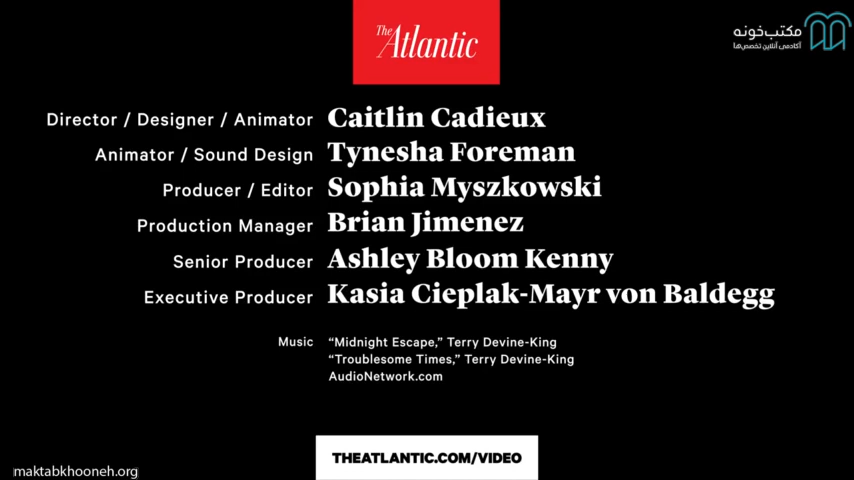 The Atlantic
مکتب‌خونه
آکادمی آنلاین تخصص‌ها
Director / Designer / Animator Caitlin Cadieux
Animator / Sound Design Tynesha Foreman
Producer / Editor Sophia Myszkowski
Production Manager Brian Jimenez
Senior Producer Ashley Bloom Kenny
Executive Producer Kasia Cieplak-Mayr von Baldegg
Music “Midnight Escape,” Terry Devine-King
“Troublesome Times,” Terry Devine-King
AudioNetwork.com
THEATLANTIC.COM/VIDEO
maktabkhooneh.org